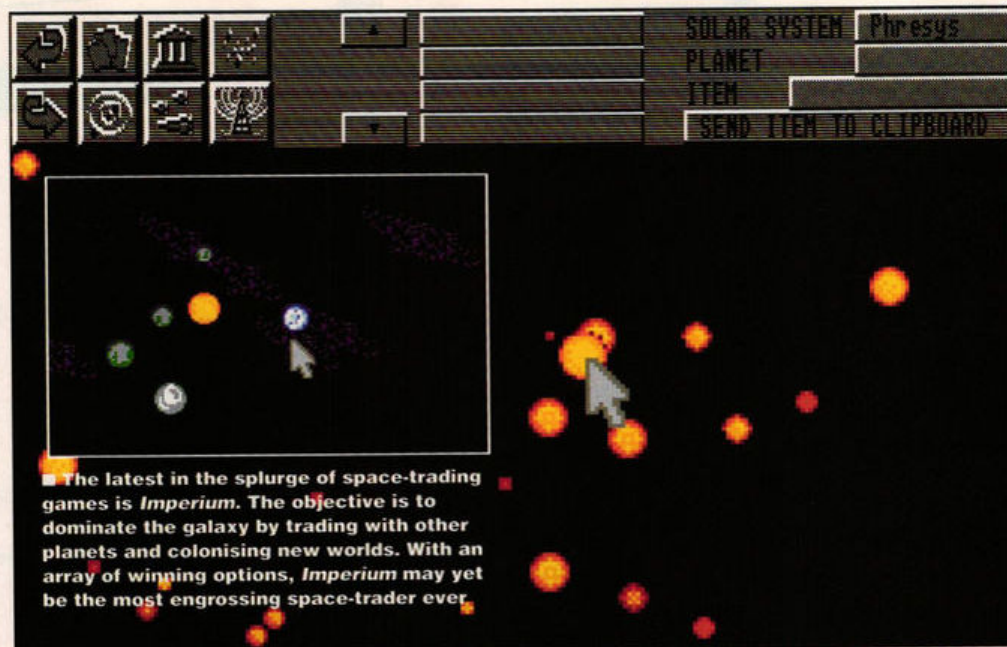 SOLAR SYSTEM Phresys
PLANET
ITEM
SEND ITEM TO CLIPBOARD
The latest in the splurge of space-trading
games is Imperium. The objective is to
dominate the galaxy by trading with other
planets and colonising new worlds. With an
array of winning options, Imperium may yet
be the most engrossing space-trader ever